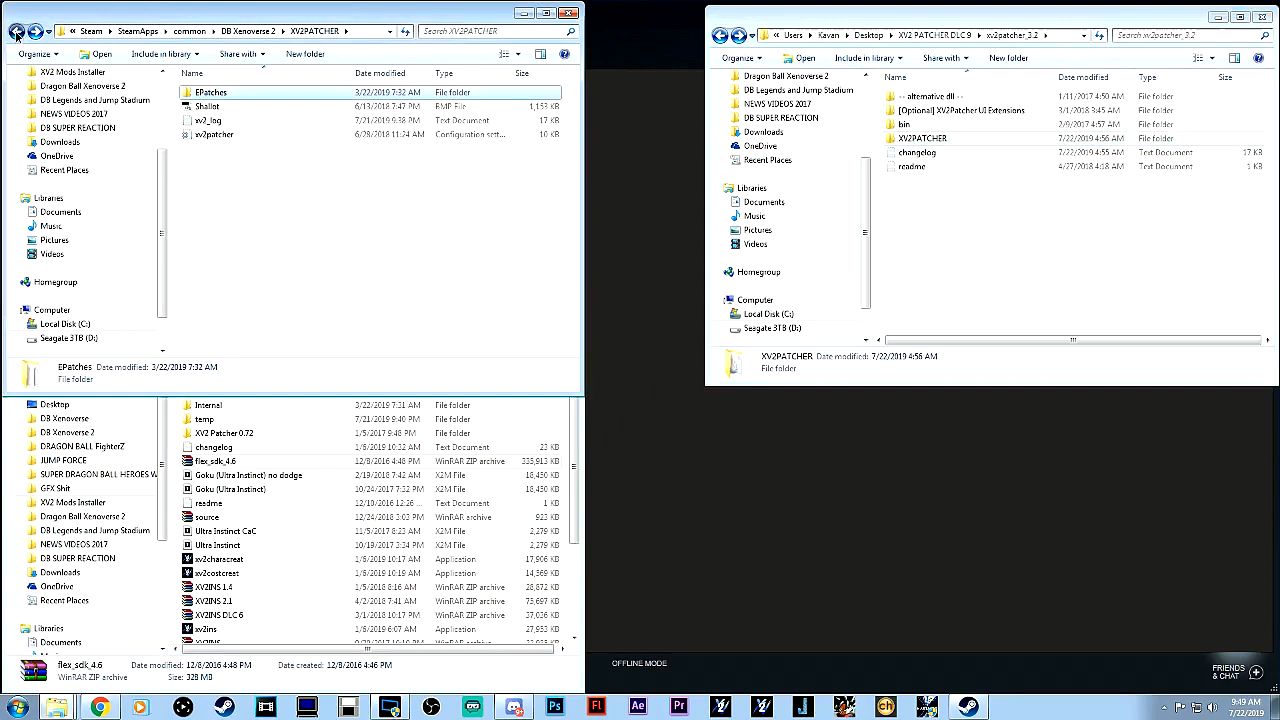 Steam SteamApps common DB Xenoverse 2 XV2PATCHER Search XV2PATCHER
Organize Open Include in library Share with New folder
XV2 Mods Installer
Dragon Ball Xenoverse 2
DB Legends and Jump Stadium
NEWS VIDEOS 2017
DB SUPER REACTION
Downloads
OneDrive
Recent Places
Libraries
Documents
Music
Pictures
Videos
Homegroup
Computer
Local Disk (C:)
Seagate 3TB (D:)
Name Date modified Type Size
EPatches 3/22/2019 7:32 AM File folder
Shallot 6/13/2018 7:47 PM BMP File 1,153 KB
xv2_log 7/21/2019 9:38 PM Text Document 17 KB
xv2patcher 6/28/2018 11:24 AM Configuration sett... 10 KB
EPatches Date modified: 3/22/2019 7:32 AM
File folder
Users Kavan Desktop XV2 PATCHER DLC 9 xv2patcher_3.2 Search xv2patcher_3.2
Organize Open Include in library Share with New folder
Dragon Ball Xenoverse 2
DB Legends and Jump Stadium
NEWS VIDEOS 2017
DB SUPER REACTION
Downloads
OneDrive
Recent Places
Libraries
Documents
Music
Pictures
Videos
Homegroup
Computer
Local Disk (C:)
Seagate 3TB (D:)
Name Date modified Type Size
-- alternative dll -- 1/11/2017 4:50 AM File folder
[Optional] XV2Patcher UI Extensions 3/1/2018 3:45 AM File folder
bin 2/9/2017 4:57 AM File folder
XV2PATCHER 7/22/2019 4:56 AM File folder
changelog 7/22/2019 4:55 AM Text Document 17 KB
readme 4/27/2018 4:18 AM Text Document 1 KB
XV2PATCHER Date modified: 7/22/2019 4:56 AM
File folder
Desktop
DB Xenoverse
DB Xenoverse 2
DRAGON BALL FighterZ
JUMP FORCE
SUPER DRAGON BALL HEROES W
GFX Shit
XV2 Mods Installer
Dragon Ball Xenoverse 2
DB Legends and Jump Stadium
NEWS VIDEOS 2017
DB SUPER REACTION
Downloads
OneDrive
Recent Places
Libraries
Documents
Internal 3/22/2019 7:31 AM File folder
temp 7/21/2019 9:40 PM File folder
XV2 Patcher 0.72 1/5/2017 9:48 PM File folder
changelog 1/6/2019 10:32 AM Text Document 23 KB
flex_sdk_4.6 12/8/2016 4:48 PM WinRAR ZIP archive 335,913 KB
Goku (Ultra Instinct) no dodge 2/19/2018 7:42 AM X2M File 18,430 KB
Goku (Ultra Instinct) 10/24/2017 7:32 PM X2M File 18,430 KB
readme 12/10/2016 12:26 ... Text Document 1 KB
source 12/24/2018 3:03 PM WinRAR archive 923 KB
Ultra Instinct CaC 11/5/2017 8:23 AM X2M File 2,279 KB
Ultra Instinct 10/19/2017 3:34 PM X2M File 2,279 KB
xv2characreat 1/6/2019 10:17 AM Application 17,906 KB
xv2costcreat 1/6/2019 10:19 AM Application 14,369 KB
XV2INS 1.4 1/5/2018 8:16 AM WinRAR ZIP archive 28,872 KB
XV2INS 2.1 4/2/2018 7:41 AM WinRAR ZIP archive 75,697 KB
XV2INS DLC 6 3/1/2018 10:17 PM WinRAR ZIP archive 37,036 KB
xv2ins 1/6/2019 6:07 AM Application 27,953 KB
flex_sdk_4.6 Date modified: 12/8/2016 4:48 PM Date created: 12/8/2016 4:46 PM
WinRAR ZIP archive Size: 328 MB
OFFLINE MODE
FRIENDS
& CHAT
9:49 AM
7/22/2019